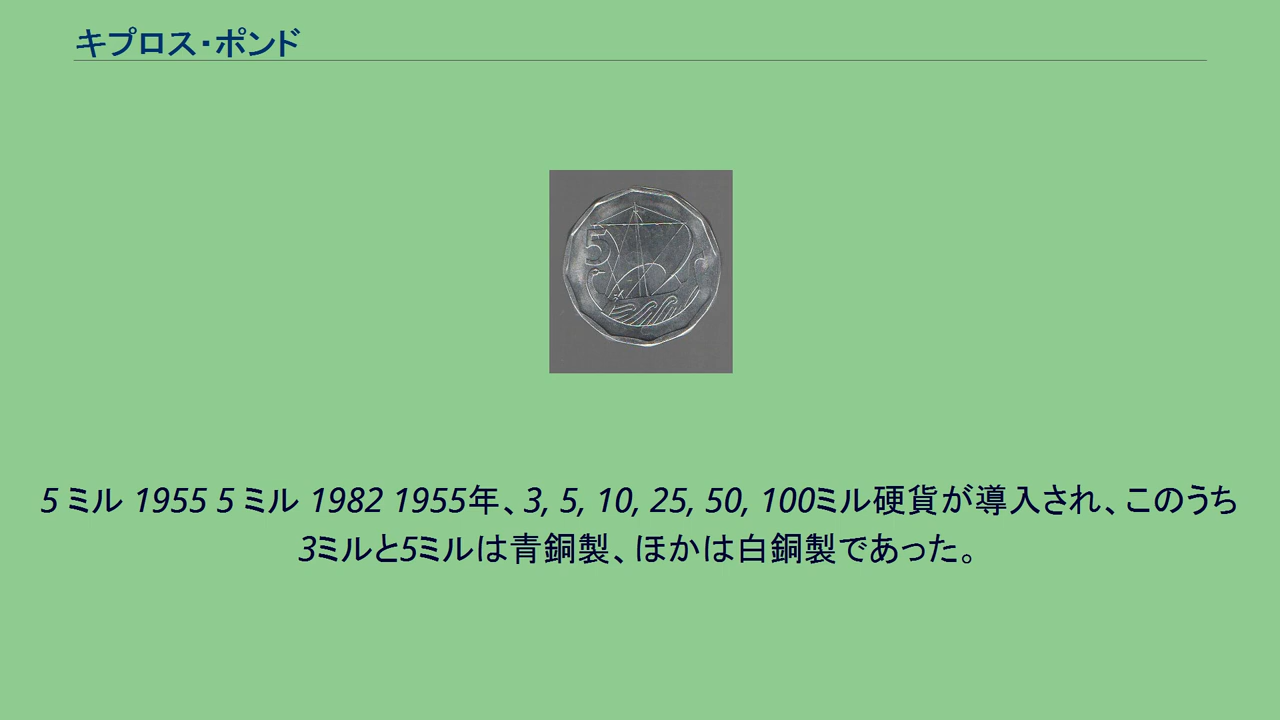 キプロス・ポンド
5
5 ミル 1955 5 ミル 1982 1955年、3, 5, 10, 25, 50, 100ミル硬貨が導入され、このうち
3ミルと5ミルは青銅製、ほかは白銅製であった。